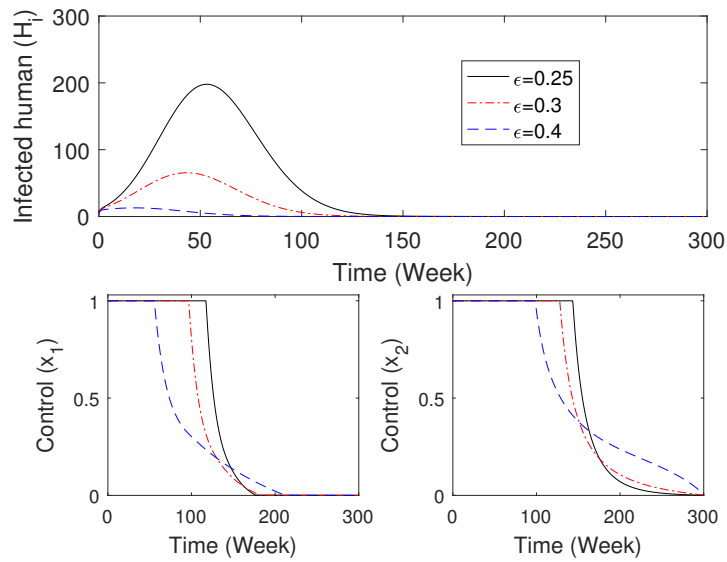 Infected human (H_i)
300
200
100
0
ϵ=0.25
ϵ=0.3
ϵ=0.4
0 50 100 150 200 250 300
Time (Week)
Control (x_1)
1
0.5
0
0 100 200 300
Time (Week)
Control (x_2)
1
0.5
0
0 100 200 300
Time (Week)